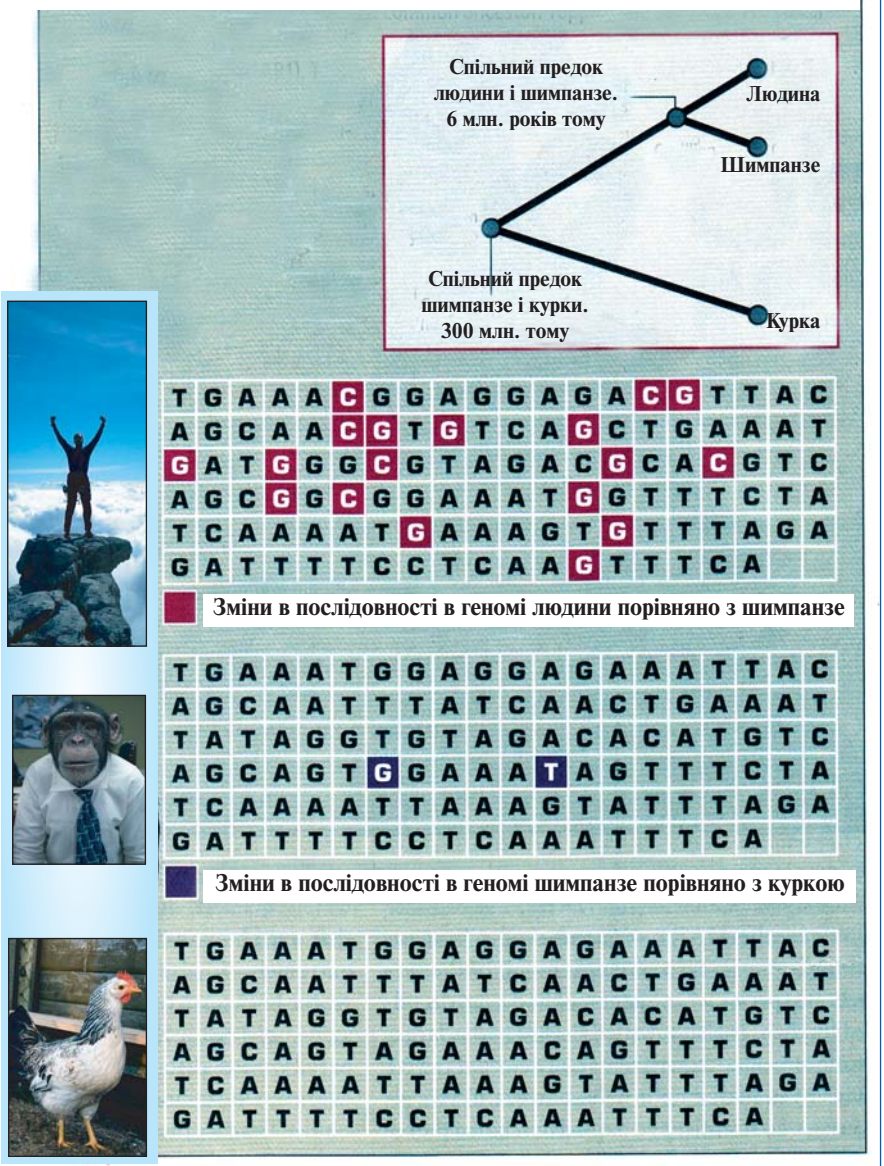 Спільний предок
людини і шимпанзе.
6 млн. років тому
Людина
Шимпанзе
Спільний предок
шимпанзе і курки.
300 млн. тому
Курка
T G A A A C G G A G G A G A C G T T A C
A G C A A C G T G T C A G C T G A A A T
G A T G G G C G T A G A C G C A C G T C
A G C G G C G G A A A T G G T T T C T A
T C A A A A T G A A A G T G T T T A G A
G A T T T T C C T C A A G T T T C A
Зміни в послідовності в геномі людини порівняно з шимпанзе
T G A A A T G G A G G A G A A A T T A C
A G C A A T T T A T C A A C T G A A A T
T A T A G G T G T A G A C A C A T G T C
A G C A G T G G A A A T A G T T T C T A
T C A A A A T T A A A G T A T T T A G A
G A T T T T C C T C A A A T T T C A
Зміни в послідовності в геномі шимпанзе порівняно з куркою
T G A A A T G G A G G A G A A A T T A C
A G C A A T T T A T C A A C T G A A A T
T A T A G G T G T A G A C A C A T G T C
A G C A G T A G A A A C A G T T T C T A
T C A A A A T T A A A G T A T T T A G A
G A T T T T C C T C A A A T T T C A